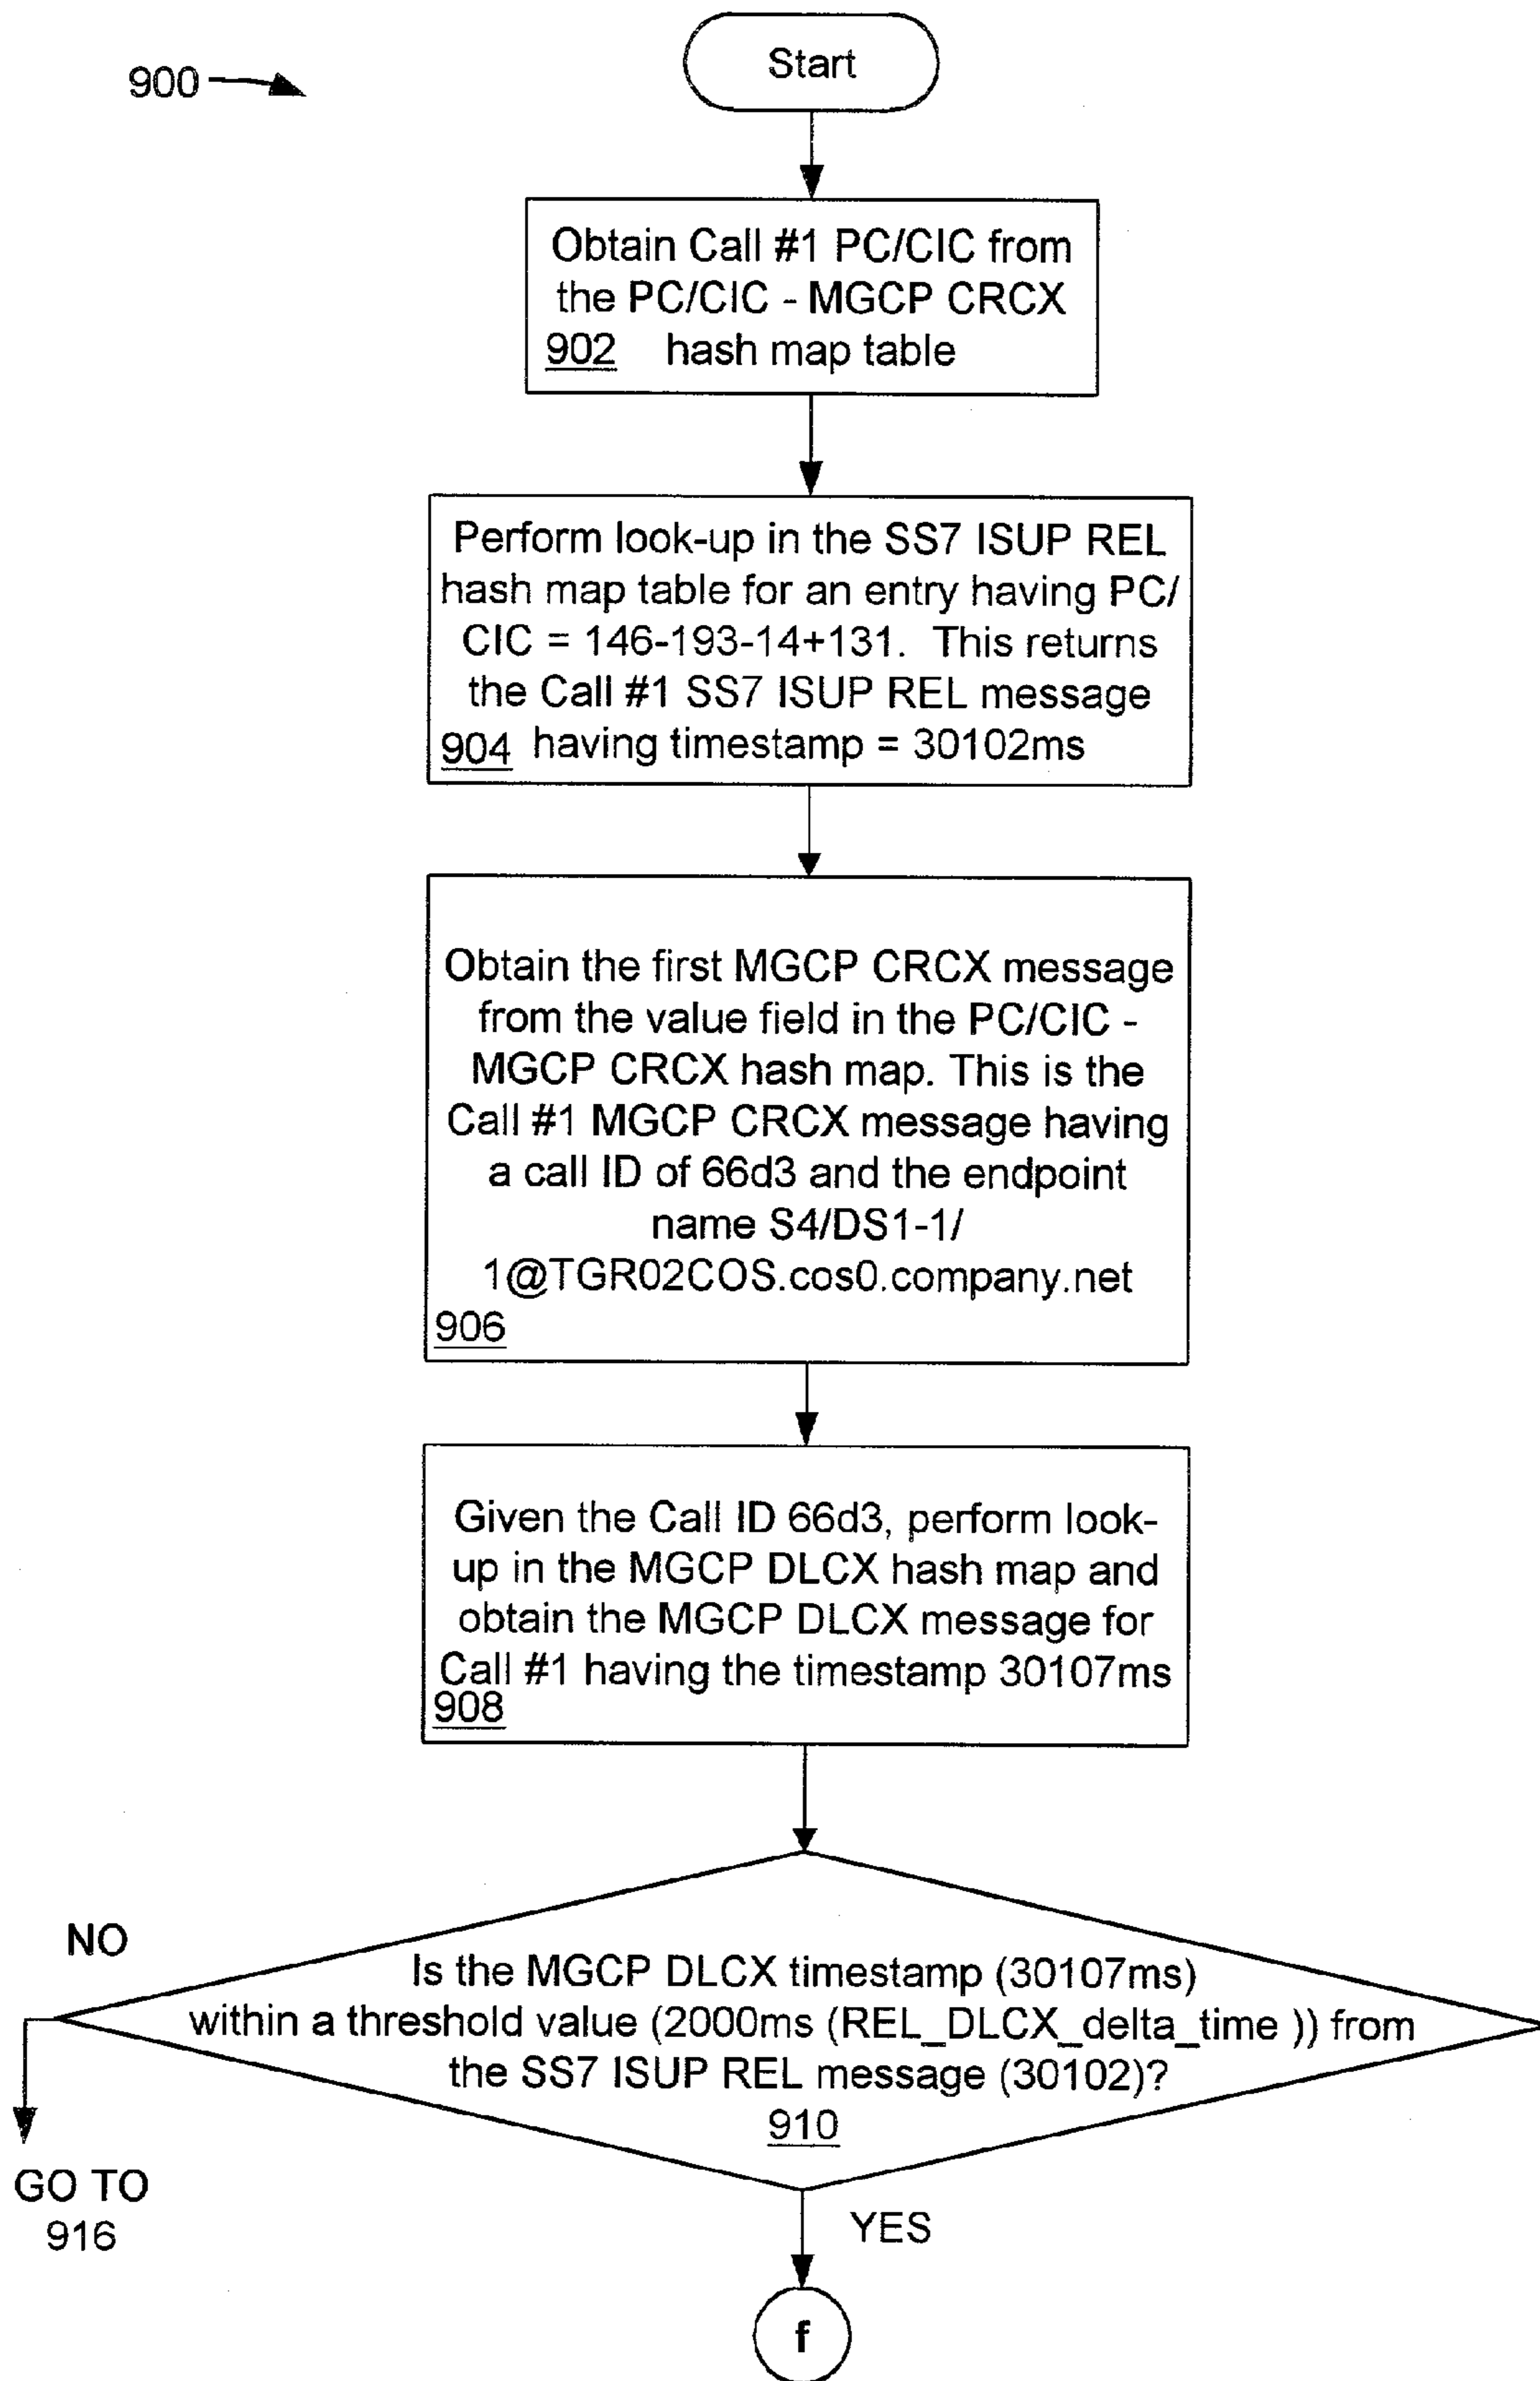 900
Start
Obtain Call #1 PC/CIC from
the PC/CIC - MGCP CRCX
902 hash map table
Perform look-up in the SS7 ISUP REL
hash map table for an entry having PC/
CIC = 146-193-14+131. This returns
the Call #1 SS7 ISUP REL message
904 having timestamp = 30102ms
Obtain the first MGCP CRCX message
from the value field in the PC/CIC -
MGCP CRCX hash map. This is the
Call #1 MGCP CRCX message having
a call ID of 66d3 and the endpoint
name S4/DS1-1/
1@TGR02COS.cos0.company.net
906
Given the Call ID 66d3, perform look-
up in the MGCP DLCX hash map and
obtain the MGCP DLCX message for
Call #1 having the timestamp 30107ms
908
NO
Is the MGCP DLCX timestamp (30107ms)
within a threshold value (2000ms (REL_DLCX_delta_time )) from
the SS7 ISUP REL message (30102)?
910
GO TO
916
YES
f